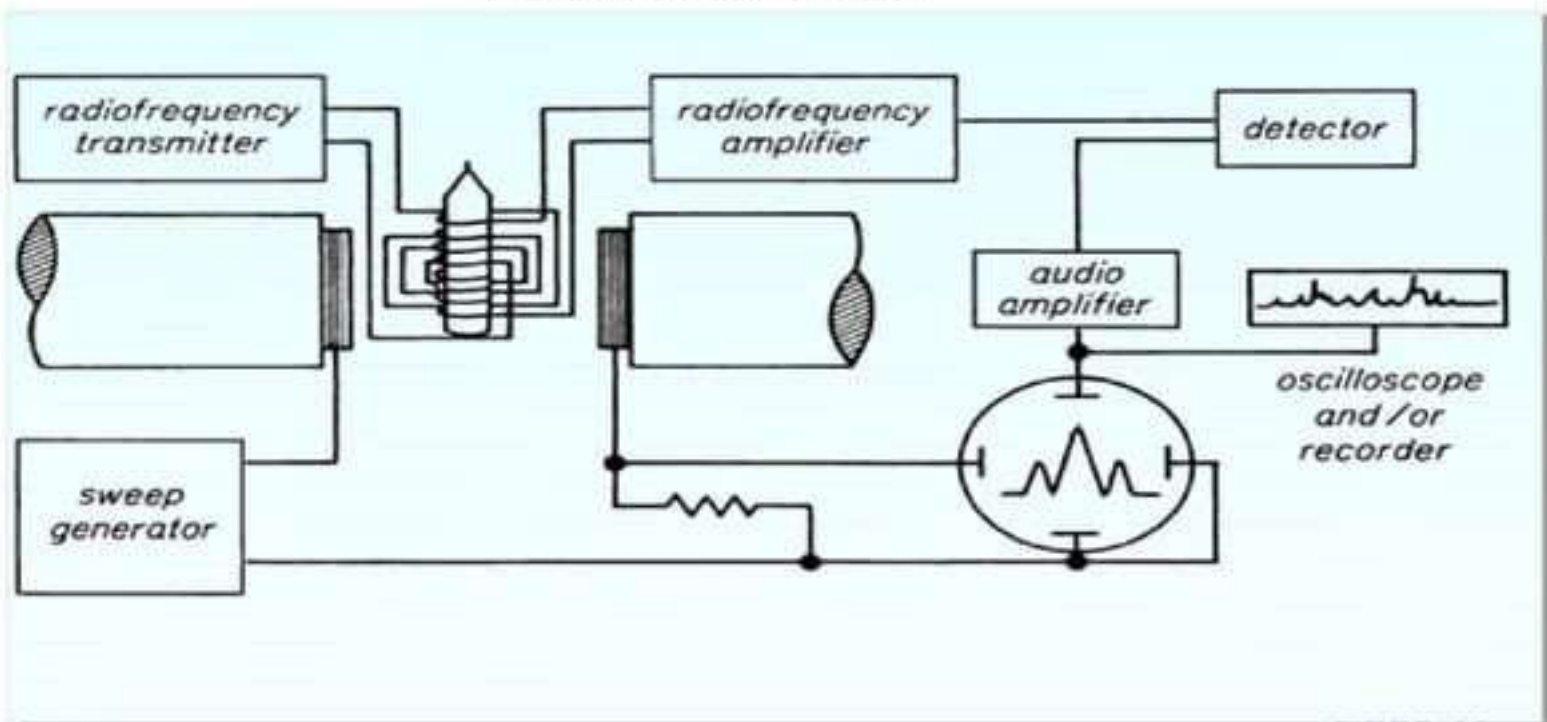 radiofrequency
transmitter
radiofrequency
amplifier
detector
audio
amplifier
oscilloscope
and/or
recorder
sweep
generator